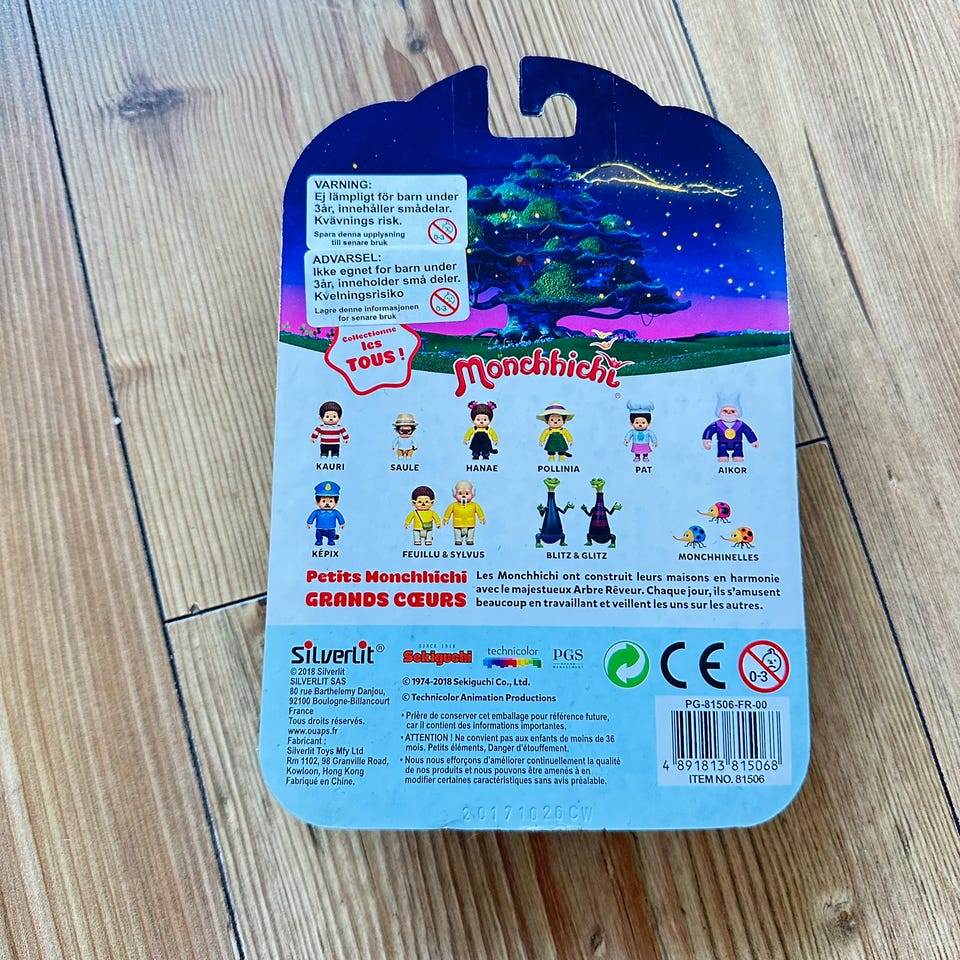 VARNING:
Ej lämpligt för barn under
3år, innehåller smådelar.
Kvävnings risk.
Spara denna upplysning
till senare bruk
0-3
ADVARSEL:
Ikke egnet for barn under
3år, inneholder små deler.
Kvelningsrisiko
Lagre denne informasjonen
for senare bruk
0-3
Collectionne
les
TOUS !
Monchhichi
®
KAURI
SAULE
HANAE
POLLINIA
PAT
AIKOR
KÉPIX
FEUILLU & SYLVUS
BLITZ & GLITZ
MONCHHINELLES
Petits Monchhichi
GRANDS CŒURS
Les Monchhichi ont construit leurs maisons en harmonie
avec le majestueux Arbre Rêveur. Chaque jour, ils s'amusent
beaucoup en travaillant et veillent les uns sur les autres.
Silverlit®
© 2018 Silverlit
SILVERLIT SAS
80 rue Barthelemy Danjou,
92100 Boulogne-Billancourt
France
Tous droits réservés.
www.ouaps.fr
Fabricant :
Silverlit Toys Mfy Ltd
Rm 1102, 98 Granville Road,
Kowloon, Hong Kong
Fabriqué en Chine.
SINCE 1918
Sekiguchi
technicolor
PGS
BRAND
MANAGEMENT
© 1974-2018 Sekiguchi Co., Ltd.
© Technicolor Animation Productions
• Prière de conserver cet emballage pour référence future,
car il contient des informations importantes.
• ATTENTION ! Ne convient pas aux enfants de moins de 36
mois. Petits éléments, Danger d'étouffement.
• Nous nous efforçons d'améliorer continuellement la qualité
de nos produits et nous pouvons être amenés à en
modifier certaines caractéristiques sans avis préalable.
CE
0-3
PG-81506-FR-00
4 891813 815068
ITEM NO. 81506
20171026CW